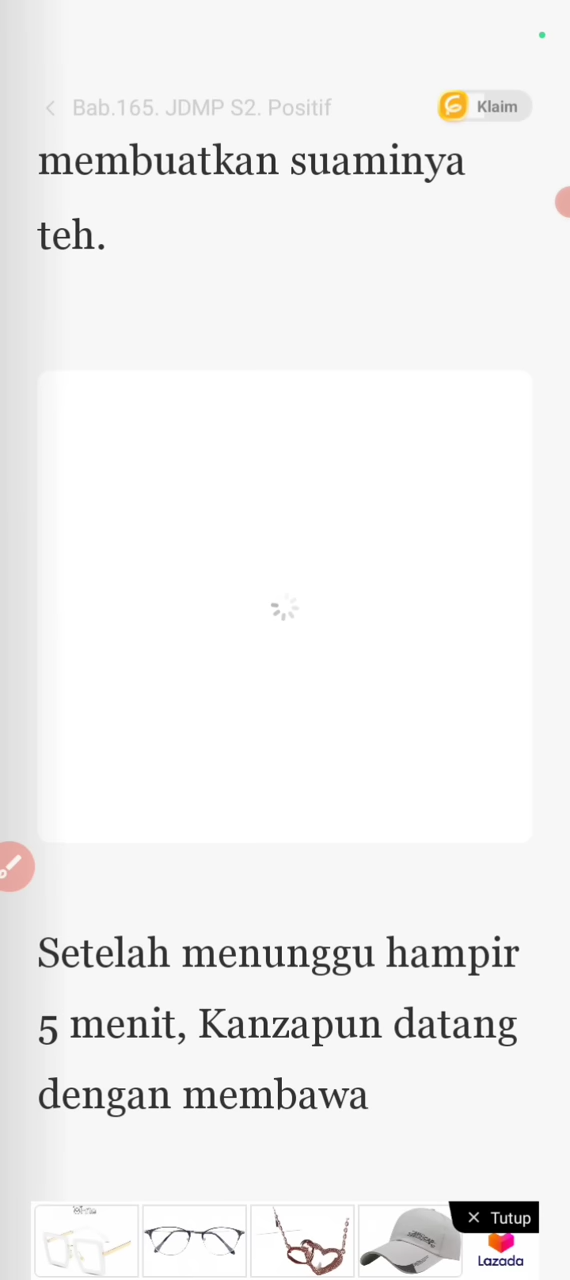 Bab.165. JDMP S2. Positif
Klaim
membuatkan suaminya
teh.
Setelah menunggu hampir
5 menit, Kanzapun datang
dengan membawa
× Tutup
Lazada